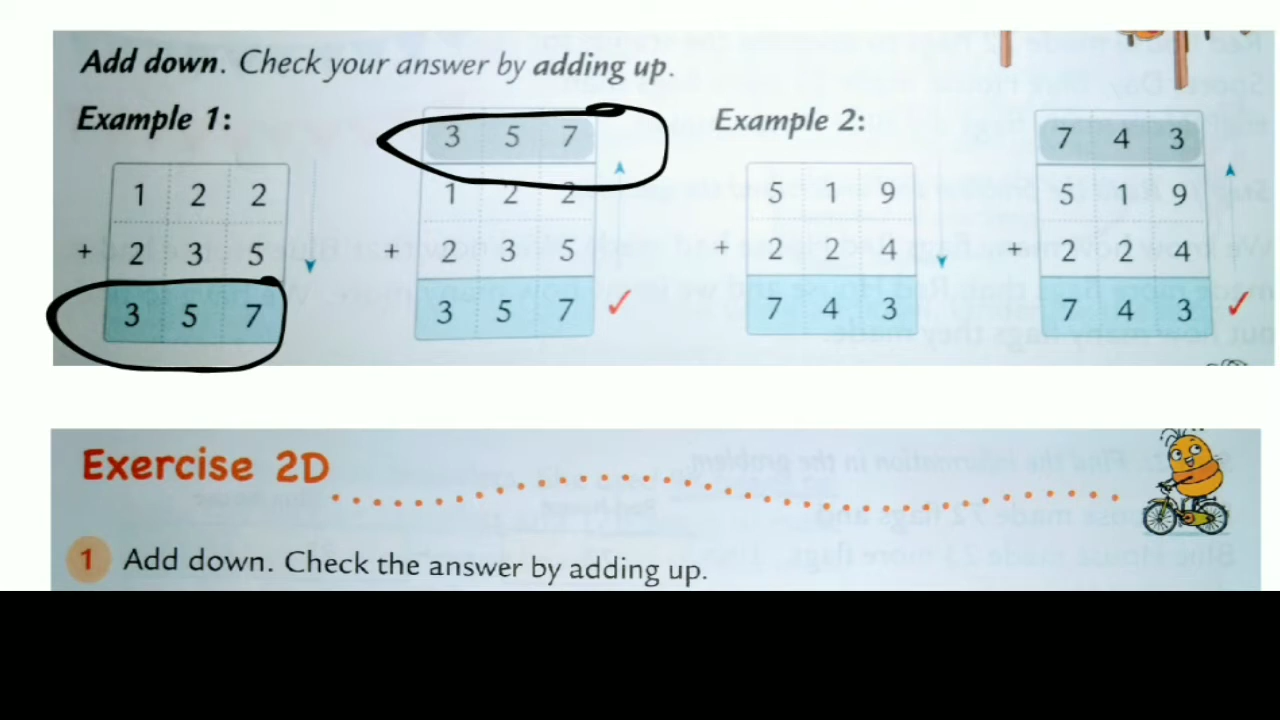 Add down. Check your answer by adding up.
Example 1:
1 2 2
+ 2 3 5
3 5 7
3 5 7
1 2 2
+ 2 3 5
3 5 7 ✓
Example 2:
5 1 9
+ 2 2 4
7 4 3
7 4 3
5 1 9
2 2 4
7 4 3 ✓
Exercise 2D
1 Add down. Check the answer by adding up.